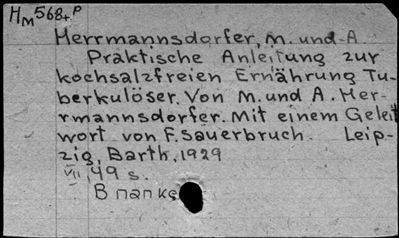 HM568+P
Herrmannsdorfer, M. und A.
Praktische Anleitung zur
kochsalzfreien Ernährung Tu-
berkulöser. Von M. und A. Her-
rmannsdorfer. Mit einem Geleit
wort von F. Sauerbruch. Leip-
zig, Barth, 1929
VII, 49 s.